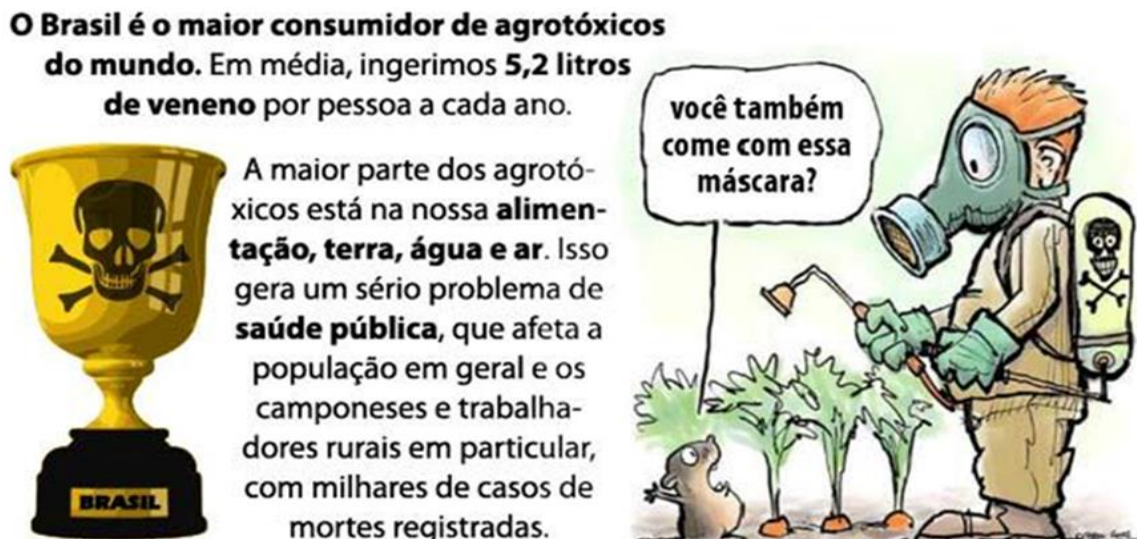 O Brasil é o maior consumidor de agrotóxicos
do mundo. Em média, ingerimos 5,2 litros
de veneno por pessoa a cada ano.
A maior parte dos agrotó-
xicos está na nossa alimen-
tação, terra, água e ar. Isso
gera um sério problema de
saúde pública, que afeta a
população em geral e os
camponeses e trabalha-
dores rurais em particular,
com milhares de casos de
mortes registradas.
BRASIL
você também
come com essa
máscara?